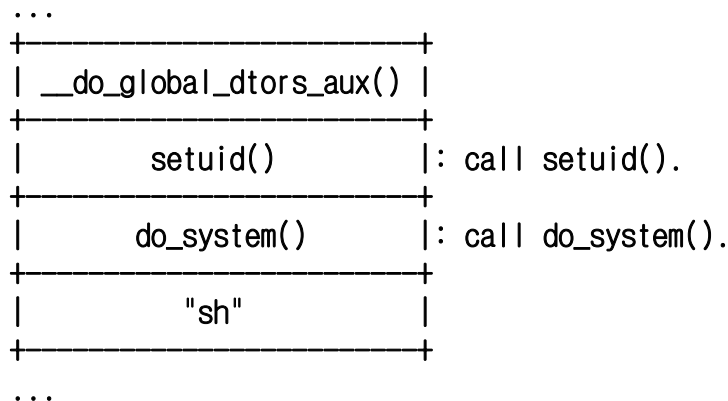 ...
+--------------------------+
| __do_global_dtors_aux() |
+--------------------------+
| setuid() |: call setuid().
+--------------------------+
| do_system() |: call do_system().
+--------------------------+
| "sh" |
+--------------------------+
...